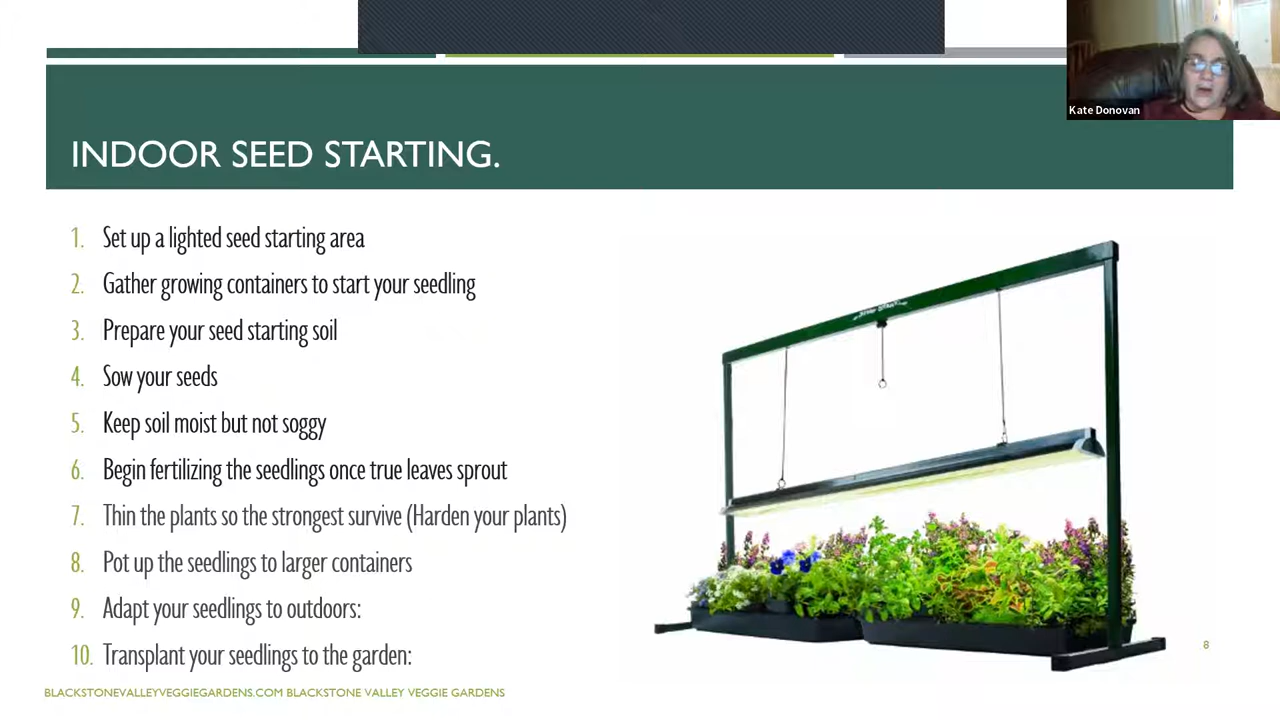 Kate Donovan
INDOOR SEED STARTING.
1. Set up a lighted seed starting area
2. Gather growing containers to start your seedling
3. Prepare your seed starting soil
4. Sow your seeds
5. Keep soil moist but not soggy
6. Begin fertilizing the seedlings once true leaves sprout
7. Thin the plants so the strongest survive (Harden your plants)
8. Pot up the seedlings to larger containers
9. Adapt your seedlings to outdoors:
10. Transplant your seedlings to the garden:
8
BLACKSTONEVALLEYVEGGIEGARDENS.COM BLACKSTONE VALLEY VEGGIE GARDENS